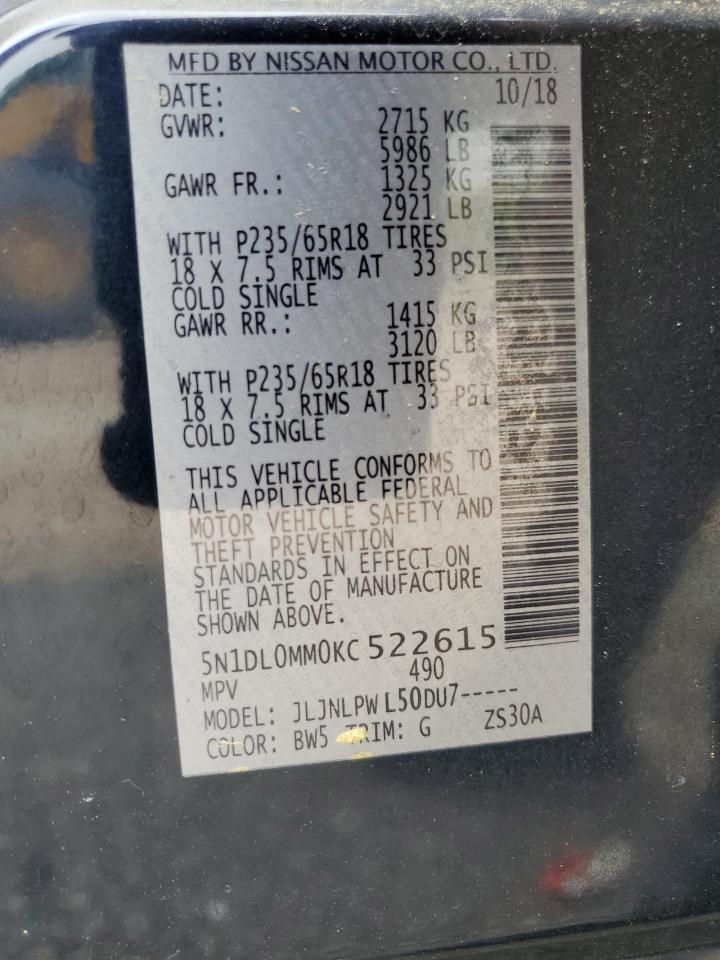 MFD BY NISSAN MOTOR CO., LTD.
DATE: 10/18
GVWR: 2715 KG
5986 LB
GAWR FR.: 1325 KG
2921 LB
WITH P235/65R18 TIRES
18 X 7.5 RIMS AT 33 PSI
COLD SINGLE
GAWR RR.: 1415 KG
3120 LB
WITH P235/65R18 TIRES
18 X 7.5 RIMS AT 33 PSI
COLD SINGLE
THIS VEHICLE CONFORMS TO
ALL APPLICABLE FEDERAL
MOTOR VEHICLE SAFETY AND
THEFT PREVENTION
STANDARDS IN EFFECT ON
THE DATE OF MANUFACTURE
SHOWN ABOVE.
5N1DL0MM0KC522615
MPV 490
MODEL: JLJNLPWL50DU7-----
COLOR: BW5 TRIM: G ZS30A